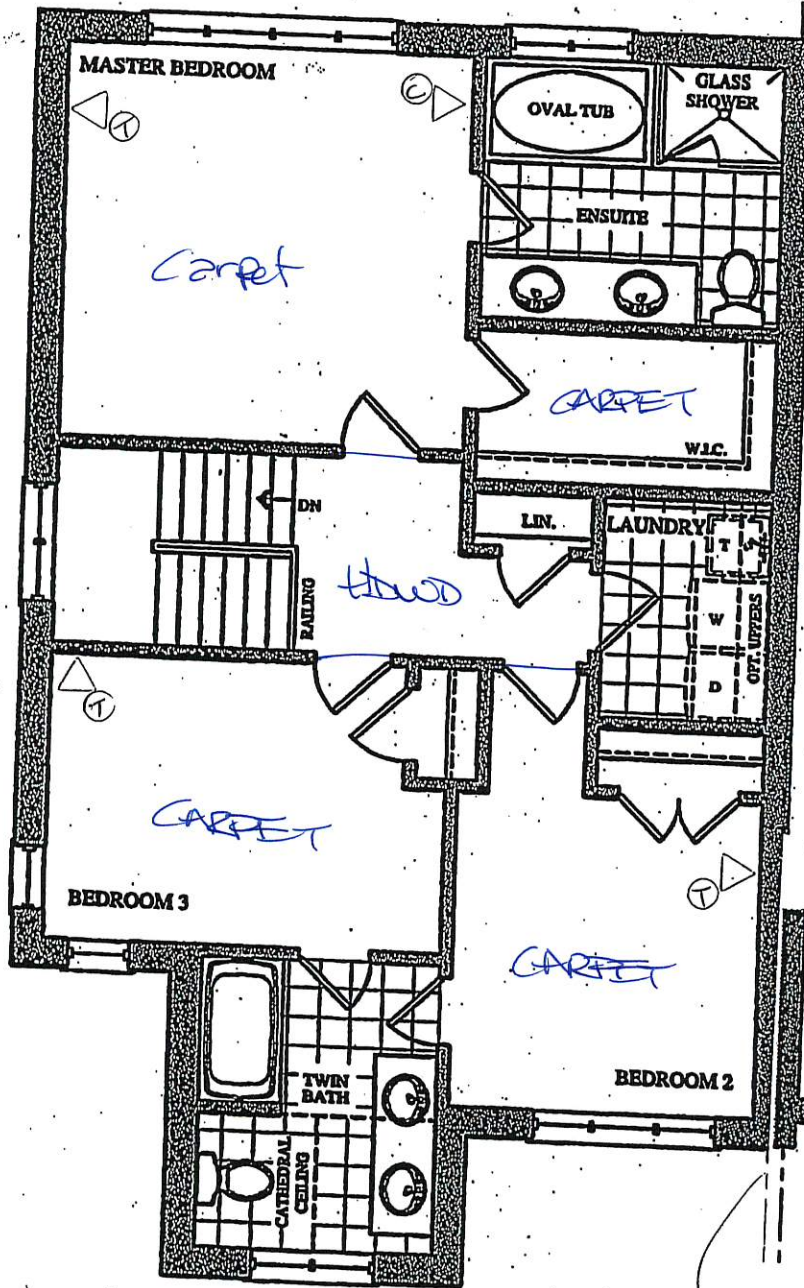 MASTER BEDROOM
T
C
OVAL TUB
GLASS
SHOWER
ENSUITE
Carpet
CARPET
W.I.C.
DN
LIN.
LAUNDRY
T
RAILING
HDWD
W
OPT. UPPERS
D
T
CARPET
BEDROOM 3
T
CARPET
TWIN
BATH
BEDROOM 2
CATHEDRAL
CEILING